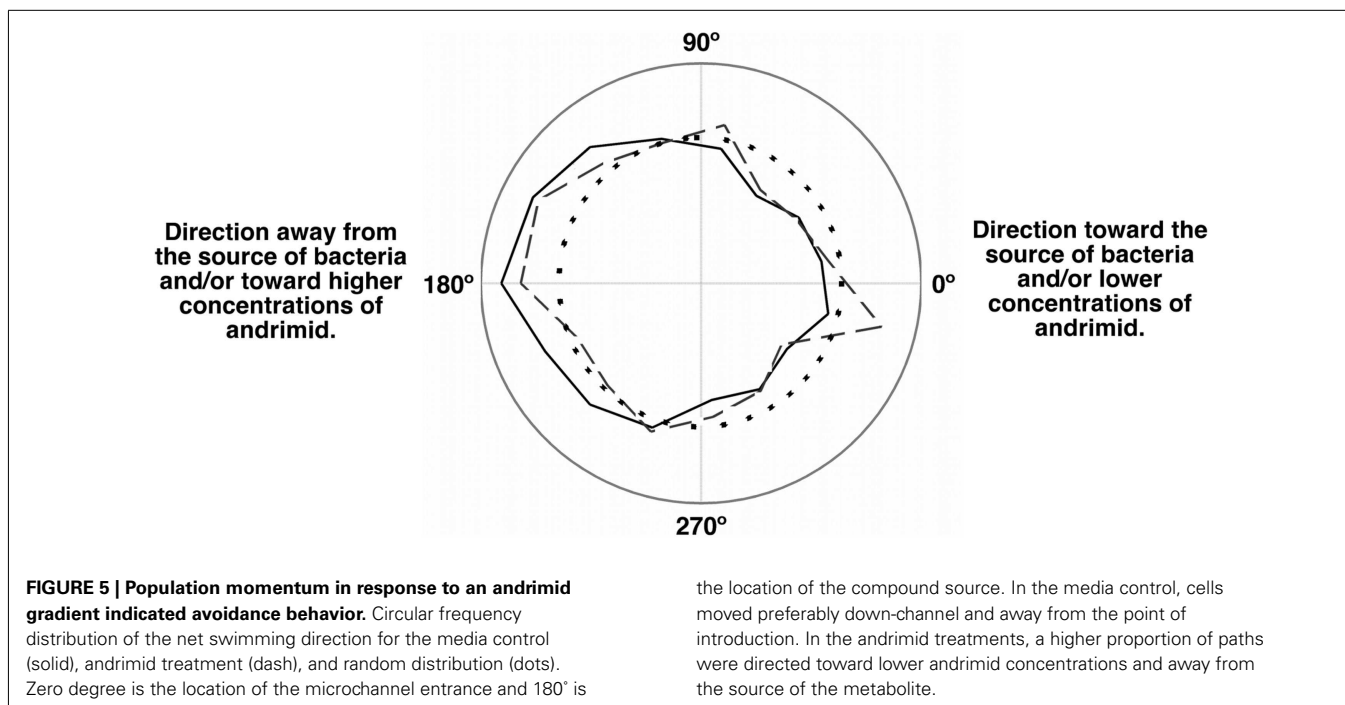 90º
Direction away from
the source of bacteria
and/or toward higher
concentrations of
andrimid.
180º
0º
Direction toward the
source of bacteria
and/or lower
concentrations of
andrimid.
270º
FIGURE 5 | Population momentum in response to an andrimid
gradient indicated avoidance behavior. Circular frequency
distribution of the net swimming direction for the media control
(solid), andrimid treatment (dash), and random distribution (dots).
Zero degree is the location of the microchannel entrance and 180˚ is
the location of the compound source. In the media control, cells
moved preferably down-channel and away from the point of
introduction. In the andrimid treatments, a higher proportion of paths
were directed toward lower andrimid concentrations and away from
the source of the metabolite.